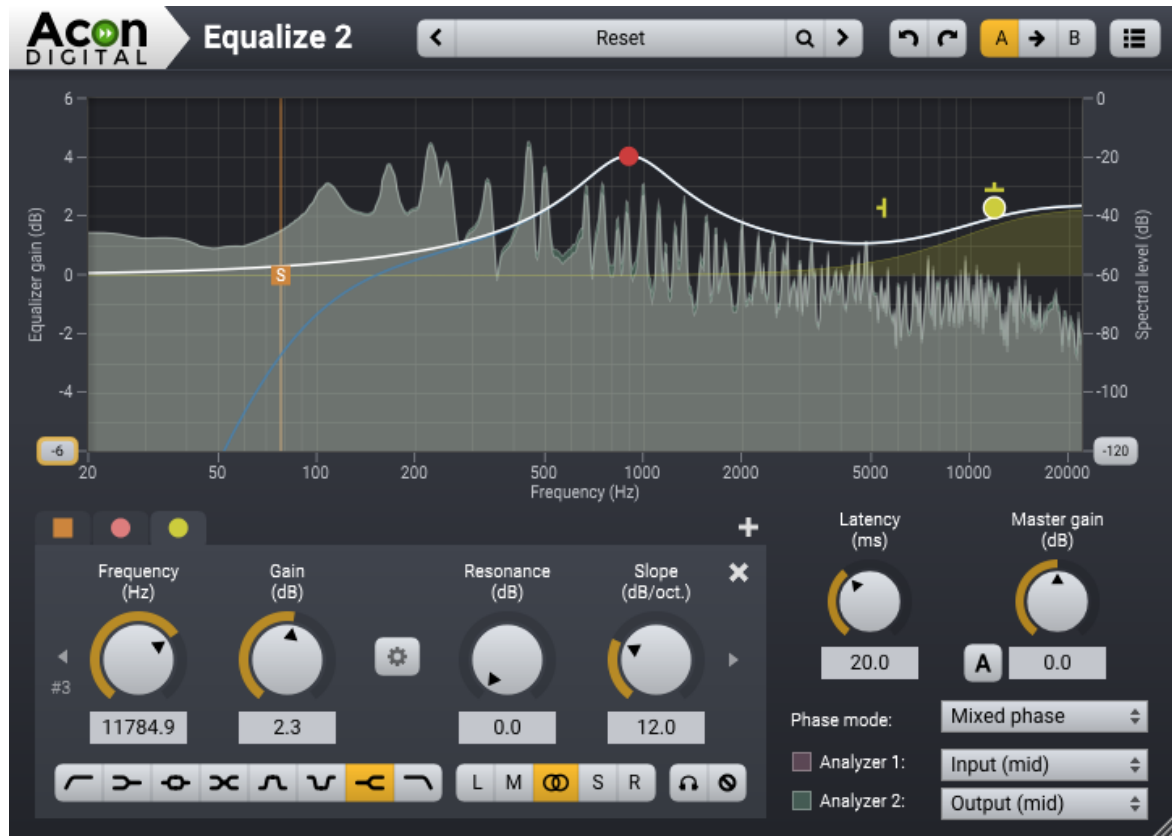 Acon
DIGITAL
Equalize 2
Reset
A
B
6
4
2
0
-2
-4
-6
Equalizer gain (dB)
S
0
-20
-40
-60
-80
-100
-120
Spectral level (dB)
20 50 100 200 500 1000 2000 5000 10000 20000
Frequency (Hz)
Frequency
(Hz)
Gain
(dB)
Resonance
(dB)
Slope
(dB/oct.)
#3
11784.9
2.3
0.0
12.0
L M S R
Latency
(ms)
20.0
Master gain
(dB)
A
0.0
Phase mode: Mixed phase
Analyzer 1: Input (mid)
Analyzer 2: Output (mid)